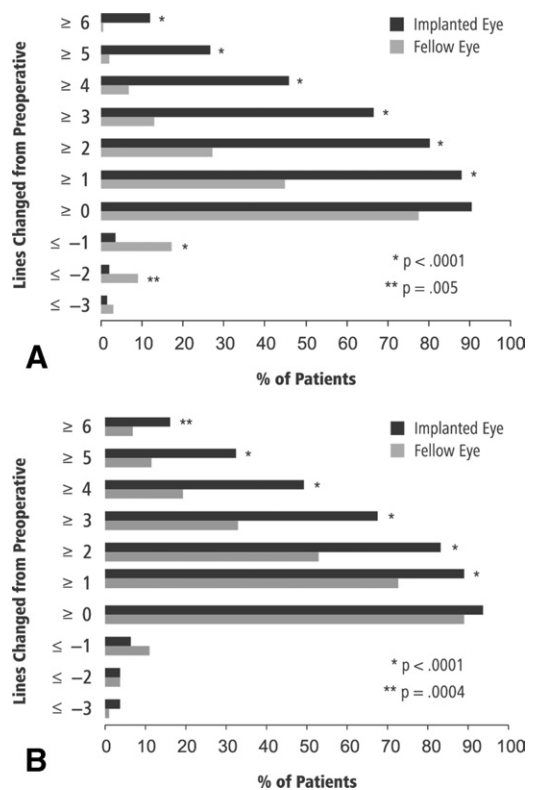 ≥ 6
*
Implanted Eye
Fellow Eye
≥ 5
*
≥ 4
*
≥ 3
*
≥ 2
*
≥ 1
*
≥ 0
≤ −1
*
* p < .0001
≤ −2
**
** p = .005
≤ −3
Lines Changed from Preoperative
0 10 20 30 40 50 60 70 80 90 100
% of Patients
A
≥ 6
**
Implanted Eye
Fellow Eye
≥ 5
*
≥ 4
*
≥ 3
*
≥ 2
*
≥ 1
*
≥ 0
≤ −1
* p < .0001
≤ −2
** p = .0004
≤ −3
Lines Changed from Preoperative
0 10 20 30 40 50 60 70 80 90 100
% of Patients
B